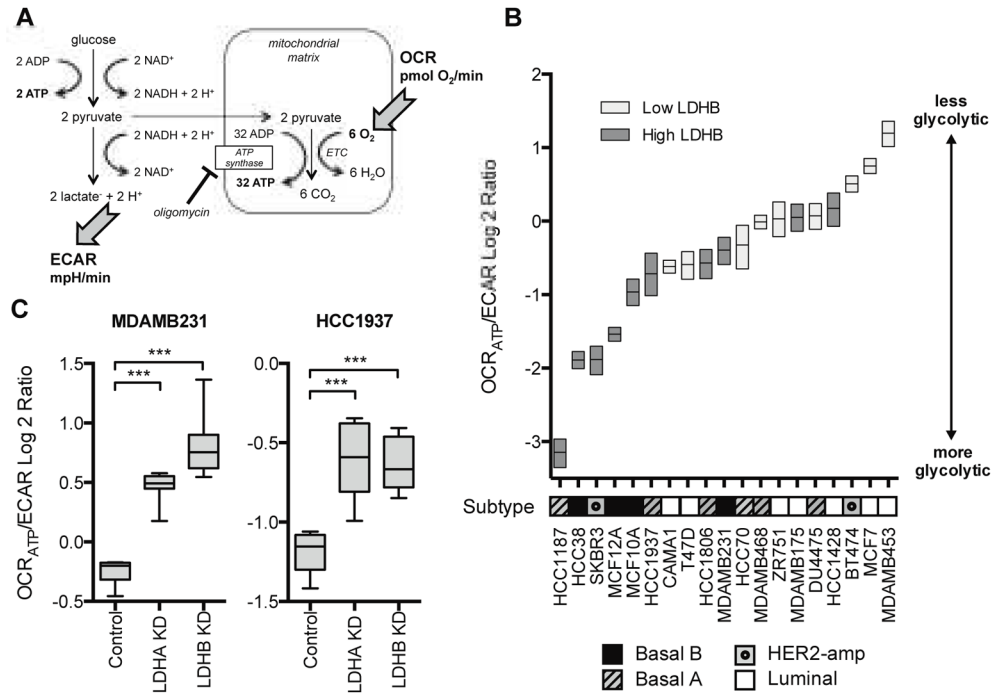 A
glucose
2 ADP
2 NAD⁺
2 ATP
2 NADH + 2 H⁺
2 pyruvate
2 NADH + 2 H⁺
2 NAD⁺
2 lactate⁻ + 2 H⁺
ECAR
mpH/min
mitochondrial
matrix
OCR
pmol O₂/min
2 pyruvate
32 ADP
6 O₂
ATP
synthase
ETC
32 ATP
6 H₂O
6 CO₂
oligomycin
B
OCR_ATP/ECAR Log 2 Ratio
2
1
0
-1
-2
-3
Low LDHB
High LDHB
less
glycolytic
more
glycolytic
Subtype
HCC1187
HCC38
SKBR3
MCF12A
MCF10A
HCC1937
CAMA1
T47D
HCC1806
MDAMB231
HCC70
MDAMB468
ZR751
MDAMB175
DU4475
HCC1428
BT474
MCF7
MDAMB453
Basal B
HER2-amp
Basal A
Luminal
C
MDAMB231
OCR_ATP/ECAR Log 2 Ratio
1.5
1.0
0.5
0.0
-0.5
***
***
Control
LDHA KD
LDHB KD
HCC1937
0.0
-0.5
-1.0
-1.5
***
***
Control
LDHA KD
LDHB KD